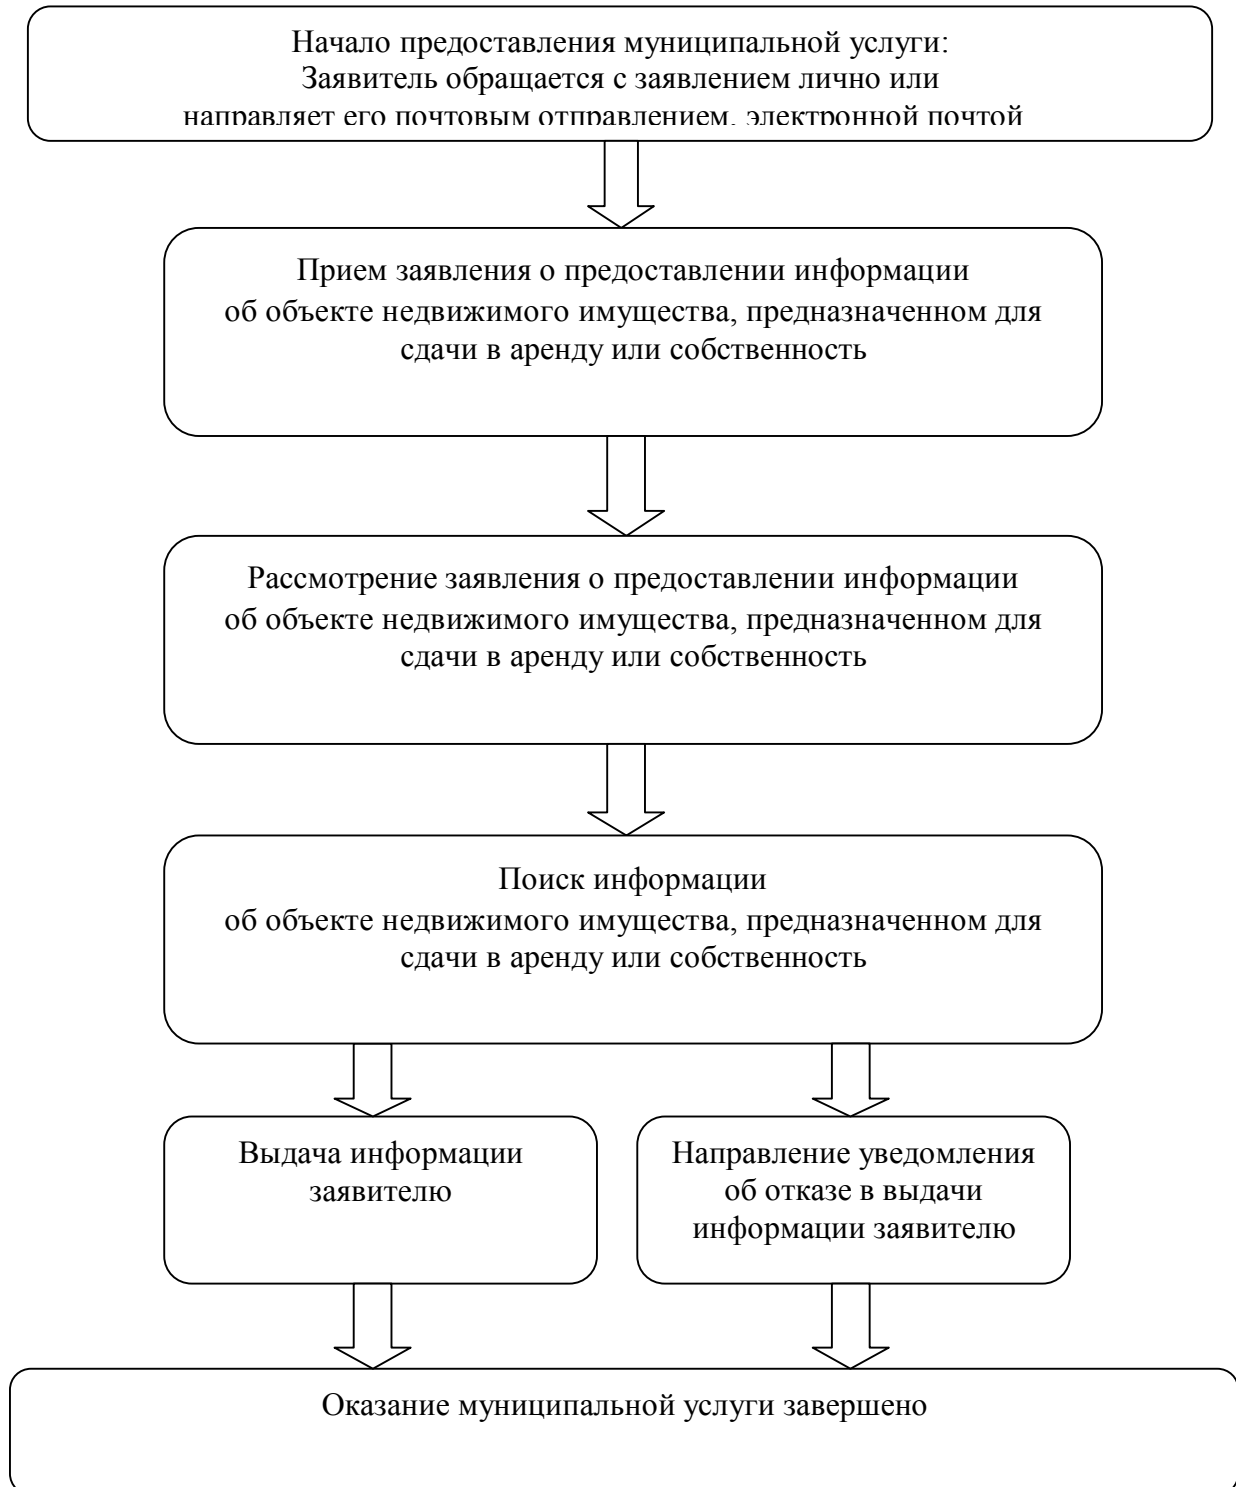 Начало предоставления муниципальной услуги:
Заявитель обращается с заявлением лично или
направляет его почтовым отправлением, электронной почтой
Прием заявления о предоставлении информации
об объекте недвижимого имущества, предназначенном для
сдачи в аренду или собственность
Рассмотрение заявления о предоставлении информации
об объекте недвижимого имущества, предназначенном для
сдачи в аренду или собственность
Поиск информации
об объекте недвижимого имущества, предназначенном для
сдачи в аренду или собственность
Выдача информации
заявителю
Направление уведомления
об отказе в выдачи
информации заявителю
Оказание муниципальной услуги завершено